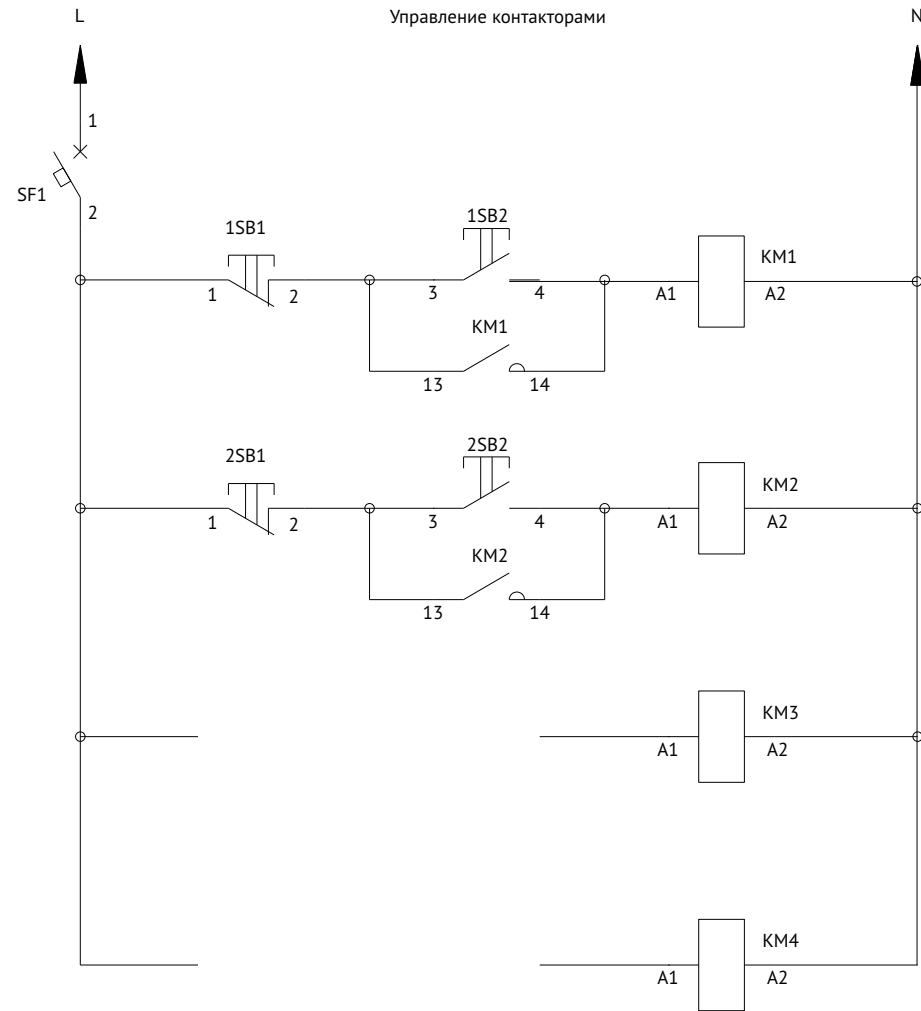 L Управление контакторами N
1
SF1
2
1SB1 1SB2 KM1
1 2 3 4 A1 A2
KM1
13 14
2SB1 2SB2 KM2
1 2 3 4 A1 A2
KM2
13 14
KM3
A1 A2
KM4
A1 A2